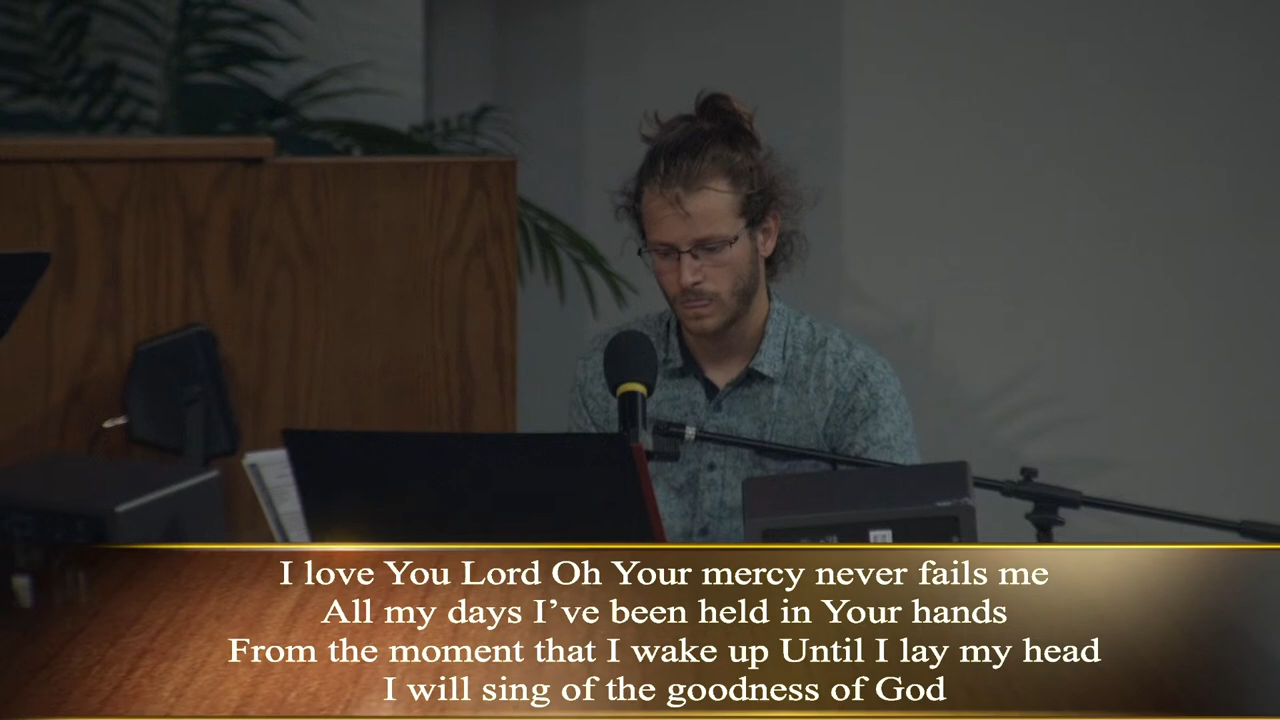 I love You Lord Oh Your mercy never fails me
All my days I’ve been held in Your hands
From the moment that I wake up Until I lay my head
I will sing of the goodness of God